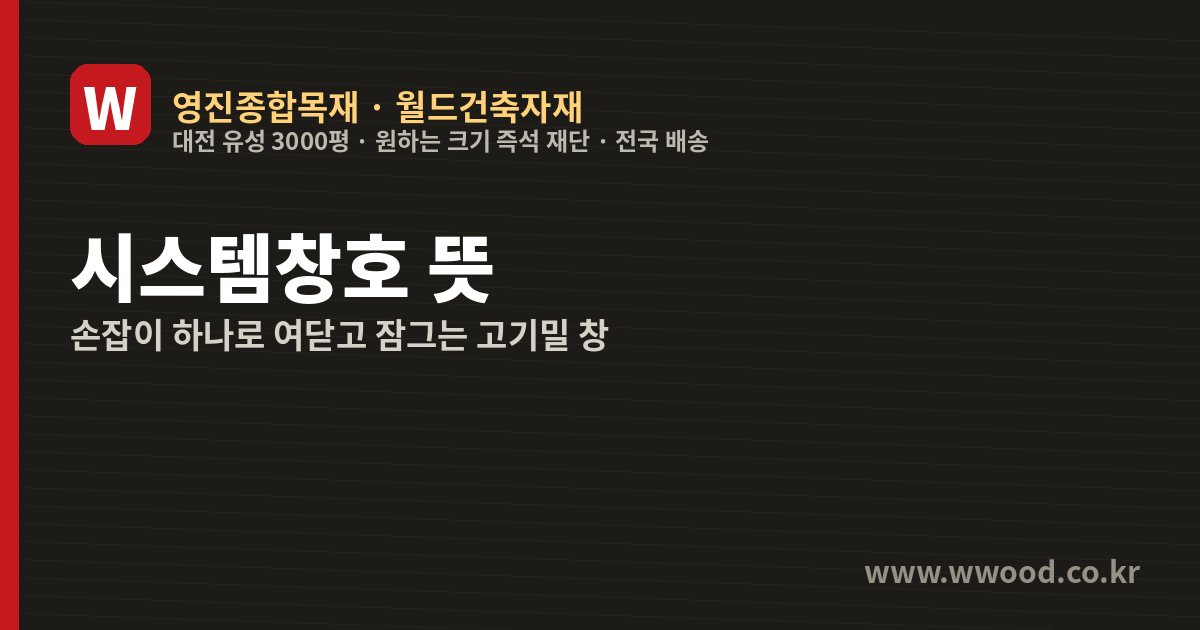 W
영진종합목재 · 월드건축자재
대전 유성 3000평 · 원하는 크기 즉석 재단 · 전국 배송
시스템창호 뜻
손잡이 하나로 여닫고 잠그는 고기밀 창
www.wwood.co.kr